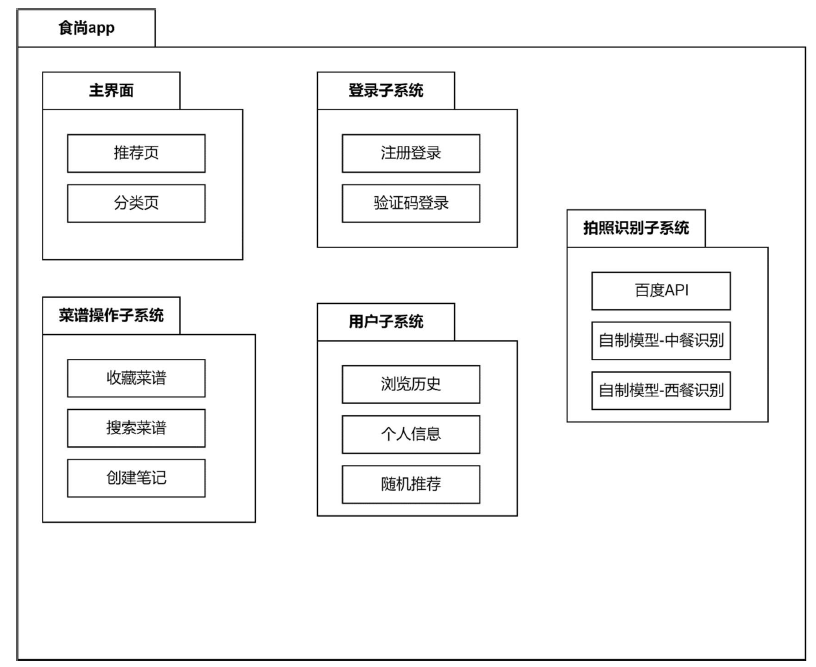 食尚app
主界面
推荐页
分类页
登录子系统
注册登录
验证码登录
拍照识别子系统
百度API
自制模型-中餐识别
自制模型-西餐识别
菜谱操作子系统
收藏菜谱
搜索菜谱
创建笔记
用户子系统
浏览历史
个人信息
随机推荐